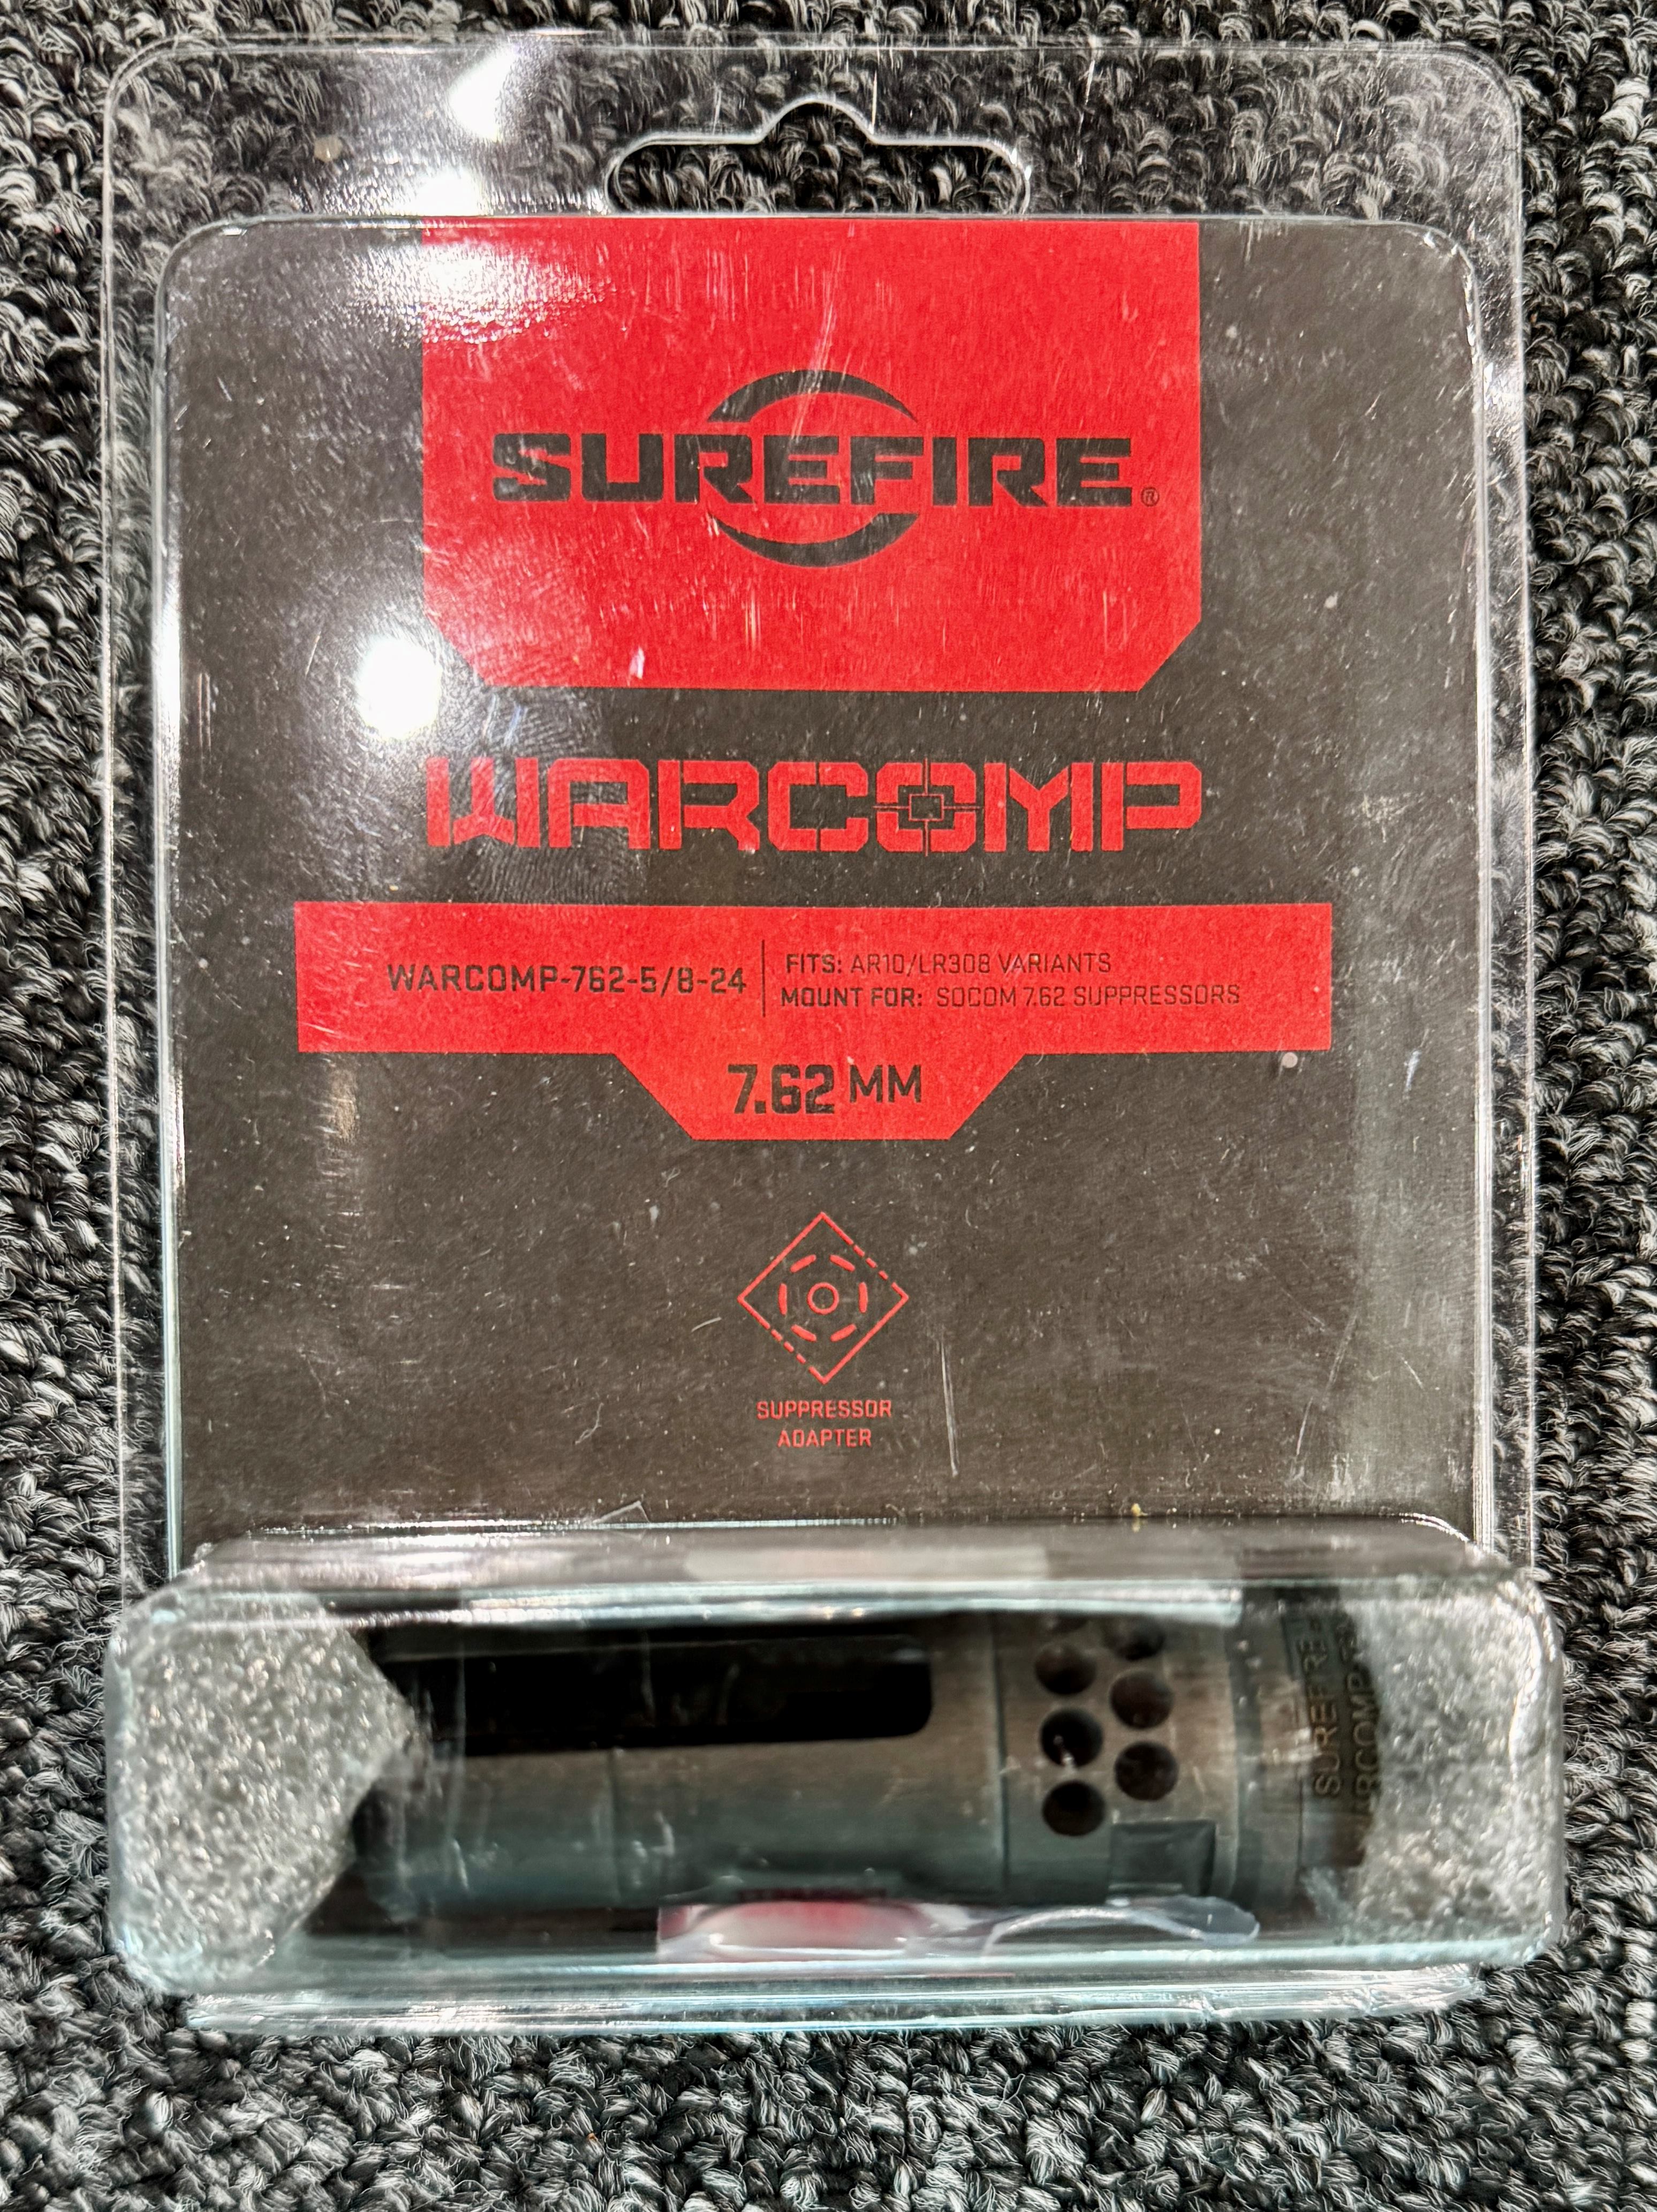 SUREFIRE®
WARCOMP
WARCOMP-762-5/8-24
FITS: AR10/LR308 VARIANTS
MOUNT FOR: SOCOM 7.62 SUPPRESSORS
7.62 MM
SUPPRESSOR
ADAPTER
SUREFIRE